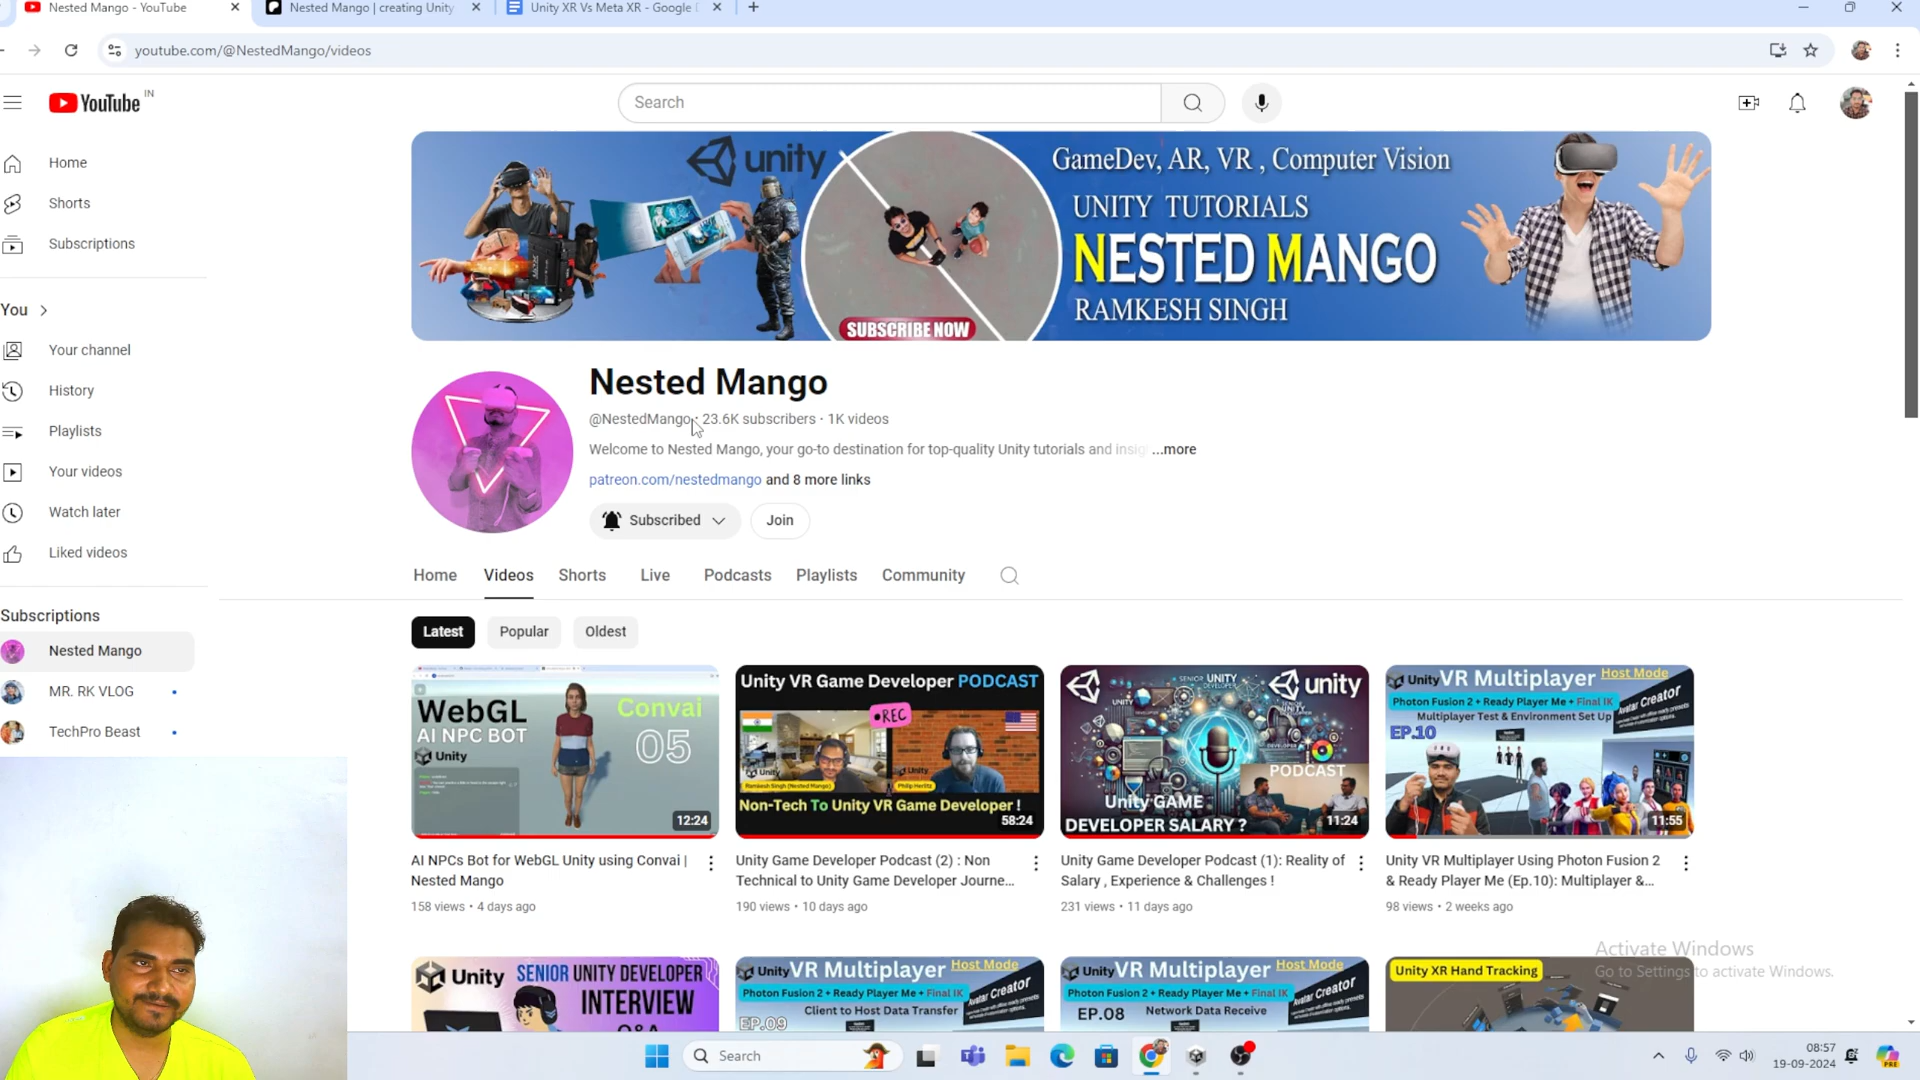 Nested Mango - YouTube
Nested Mango | creating Unity
Unity XR Vs Meta XR - Google D
youtube.com/@NestedMango/videos
YouTube IN
Search
Home
Shorts
Subscriptions
You
Your channel
History
Playlists
Your videos
Watch later
Liked videos
Subscriptions
Nested Mango
MR. RK VLOG
TechPro Beast
unity
GameDev, AR, VR , Computer Vision
UNITY TUTORIALS
NESTED MANGO
RAMKESH SINGH
SUBSCRIBE NOW
Nested Mango
@NestedMango · 23.6K subscribers · 1K videos
Welcome to Nested Mango, your go-to destination for top-quality Unity tutorials and insig ...more
patreon.com/nestedmango and 8 more links
Subscribed
Join
Home Videos Shorts Live Podcasts Playlists Community
Latest Popular Oldest
WebGL
AI NPC BOT
Unity
Convai
05
12:24
AI NPCs Bot for WebGL Unity using Convai |
Nested Mango
158 views • 4 days ago
Unity VR Game Developer PODCAST
REC
Ramkesh Singh (Nested Mango)
Non-Tech To Unity VR Game Developer !
58:24
Unity Game Developer Podcast (2) : Non
Technical to Unity Game Developer Journe...
190 views • 10 days ago
unity
PODCAST
Unity GAME
DEVELOPER SALARY ?
11:24
Unity Game Developer Podcast (1): Reality of
Salary , Experience & Challenges !
231 views • 11 days ago
Unity VR Multiplayer Host Mode
Photon Fusion 2 + Ready Player Me + Final IK
Multiplayer Test & Environment Set Up
Avatar Creator
EP.10
11:55
Unity VR Multiplayer Using Photon Fusion 2
& Ready Player Me (Ep.10): Multiplayer &...
98 views • 2 weeks ago
Unity SENIOR UNITY DEVELOPER
INTERVIEW
Q&A
Unity VR Multiplayer Host Mode
Photon Fusion 2 + Ready Player Me + Final IK
Client to Host Data Transfer
Avatar Creator
EP.09
Unity VR Multiplayer Host Mode
Photon Fusion 2 + Ready Player Me + Final IK
Network Data Receive
Avatar Creator
EP.08
Unity XR Hand Tracking
Activate Windows
Go to Settings to activate Windows.
Search
08:57
19-09-2024